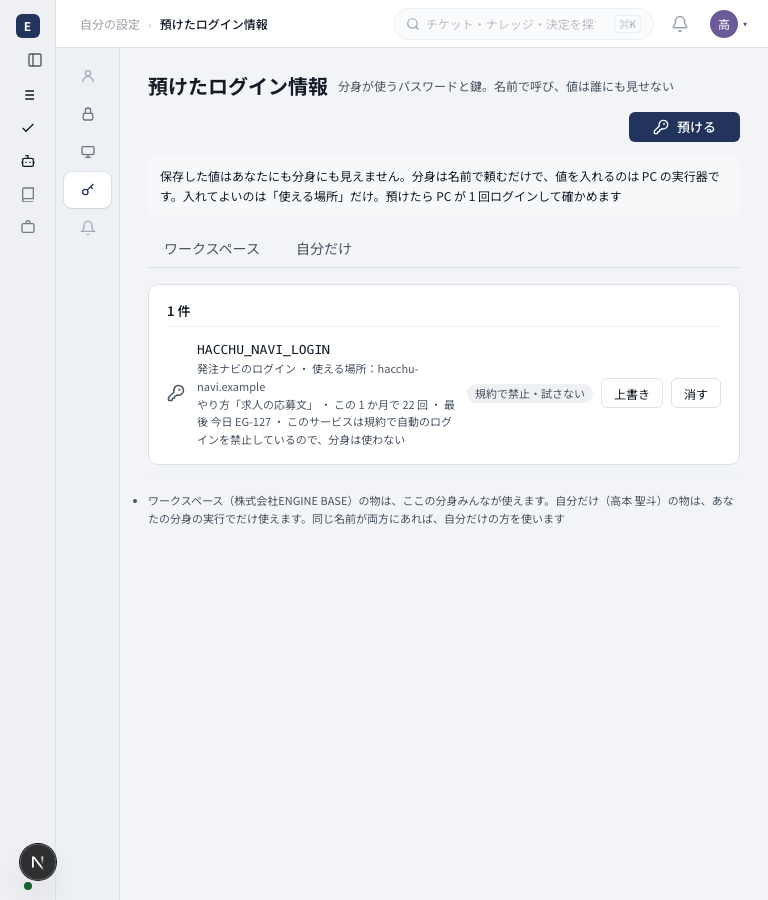 E
自分の設定 › 預けたログイン情報
チケット・ナレッジ・決定を探す
⌘K
高
預けたログイン情報
分身が使うパスワードと鍵。名前で呼び、値は誰にも見せない
預ける
保存した値はあなたにも分身にも見えません。分身は名前で頼むだけで、値を入れるのは PC の実行器で
す。入れてよいのは「使える場所」だけ。預けたら PC が 1 回ログインして確かめます
ワークスペース
自分だけ
1 件
HACCHU_NAVI_LOGIN
発注ナビのログイン ・ 使える場所：hacchu-
navi.example
やり方「求人の応募文」 ・ この 1 か月で 22 回 ・ 最
後 今日 EG-127 ・ このサービスは規約で自動のログ
インを禁止しているので、分身は使わない
規約で禁止・試さない
上書き
消す
• ワークスペース（株式会社ENGINE BASE）の物は、ここの分身みんなが使えます。自分だけ（高本 聖斗）の物は、あな
たの分身の実行でだけ使えます。同じ名前が両方にあれば、自分だけの方を使います
N